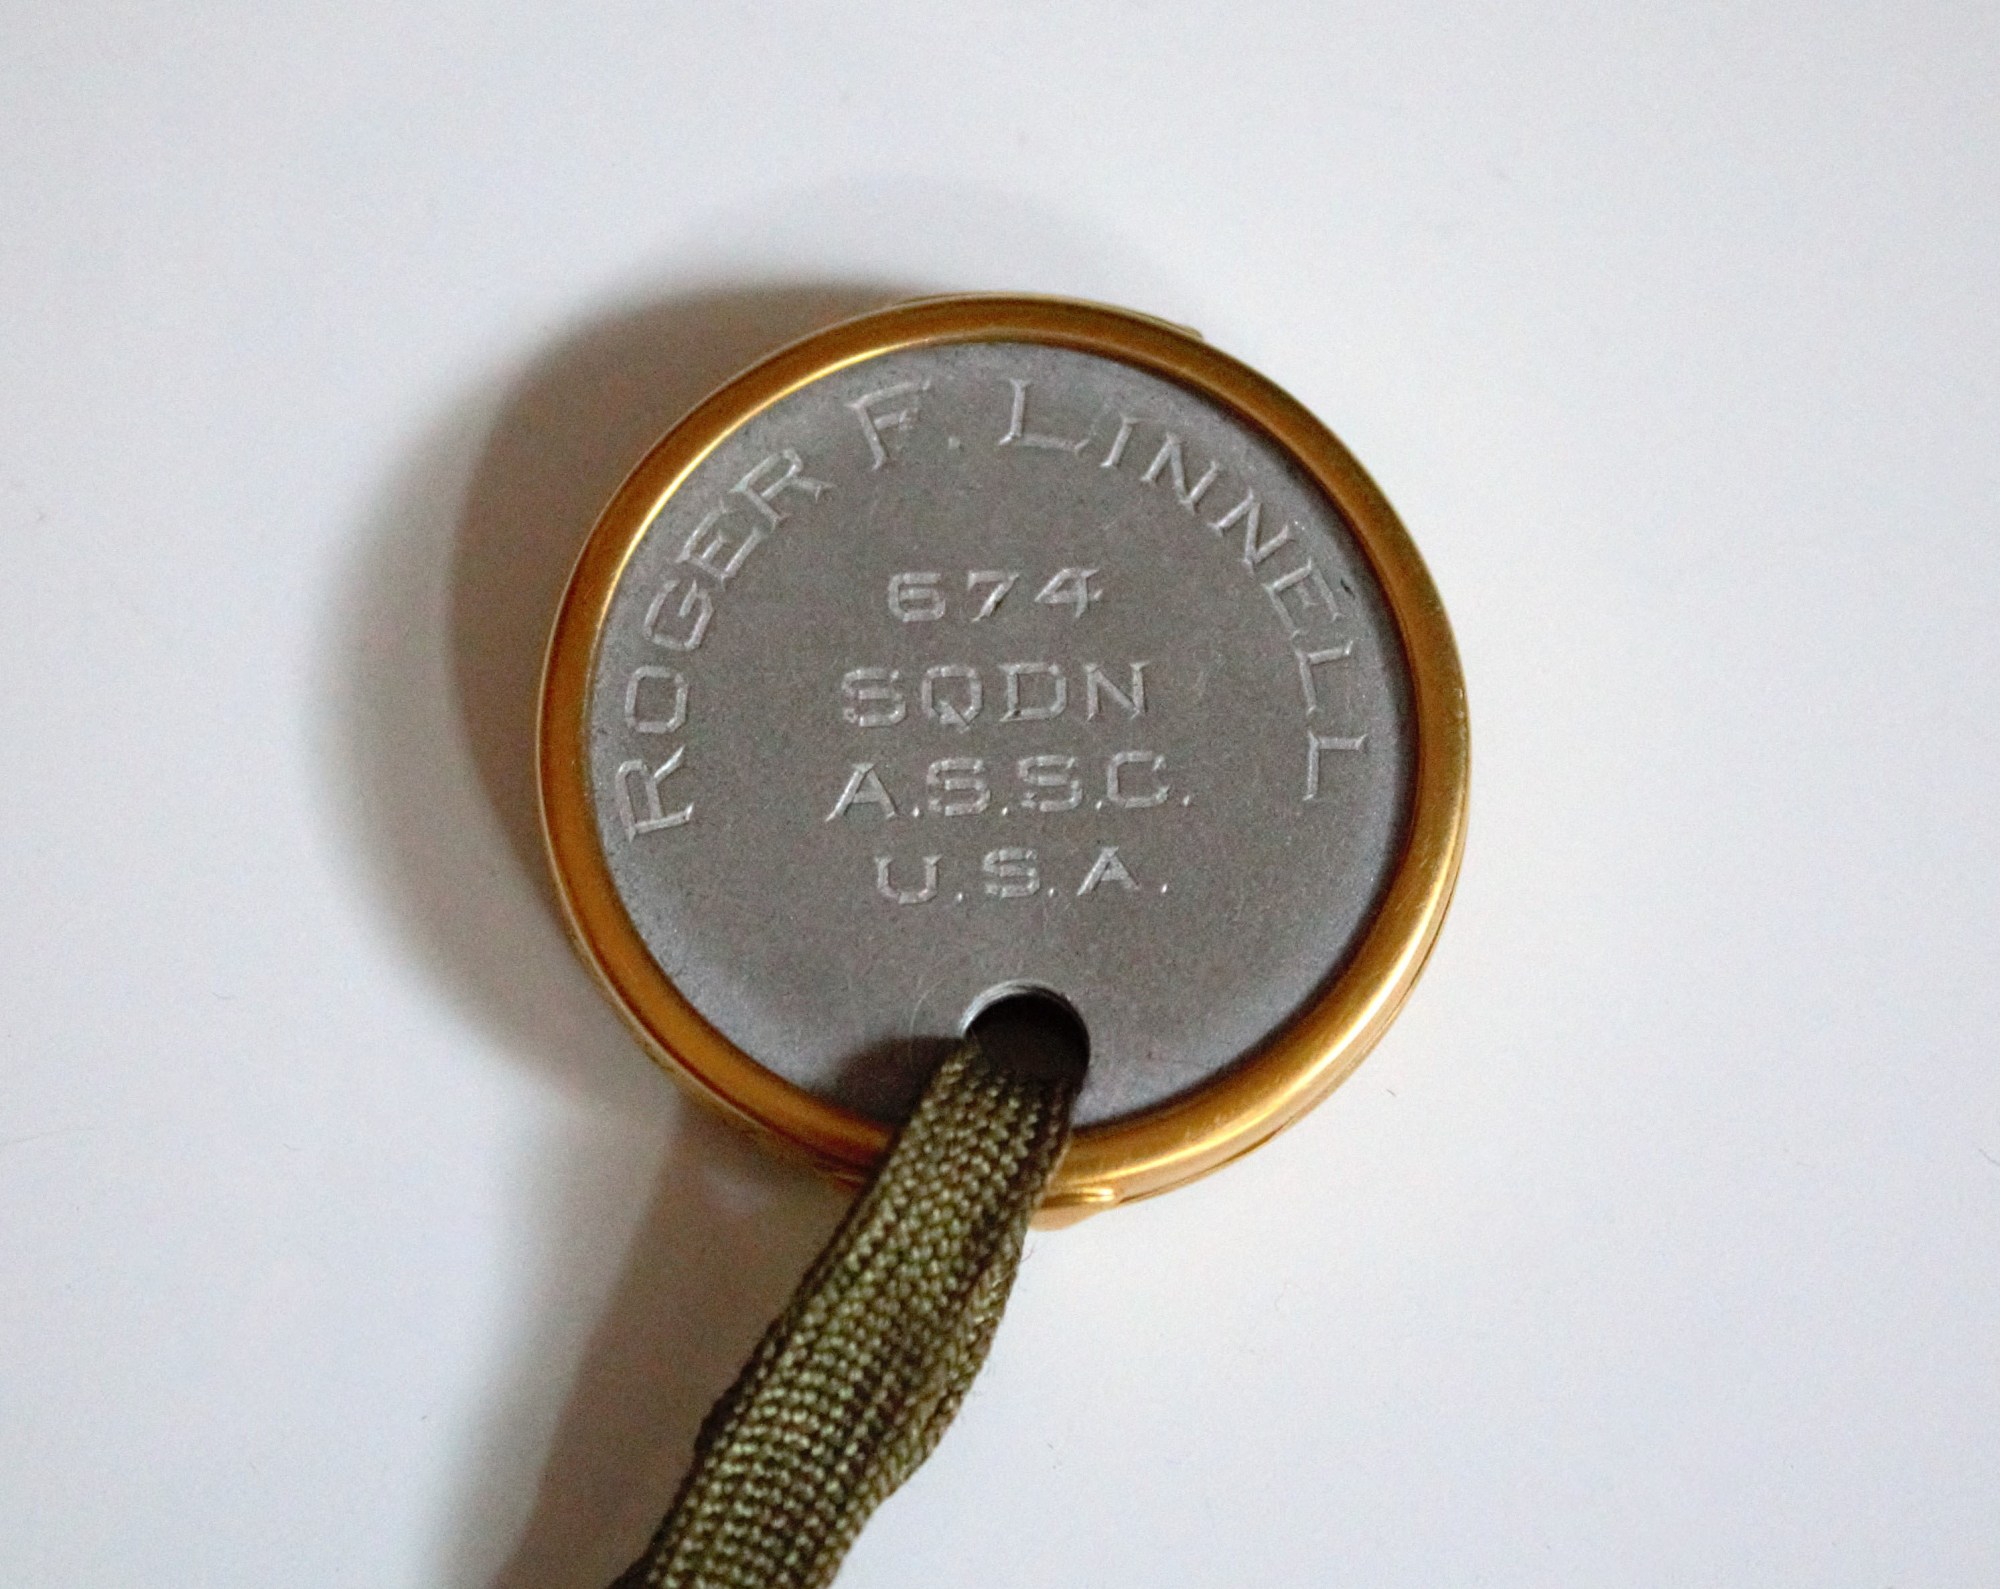 ROGER F. LINNELL
674
SQDN
A.S.S.C.
U.S.A.